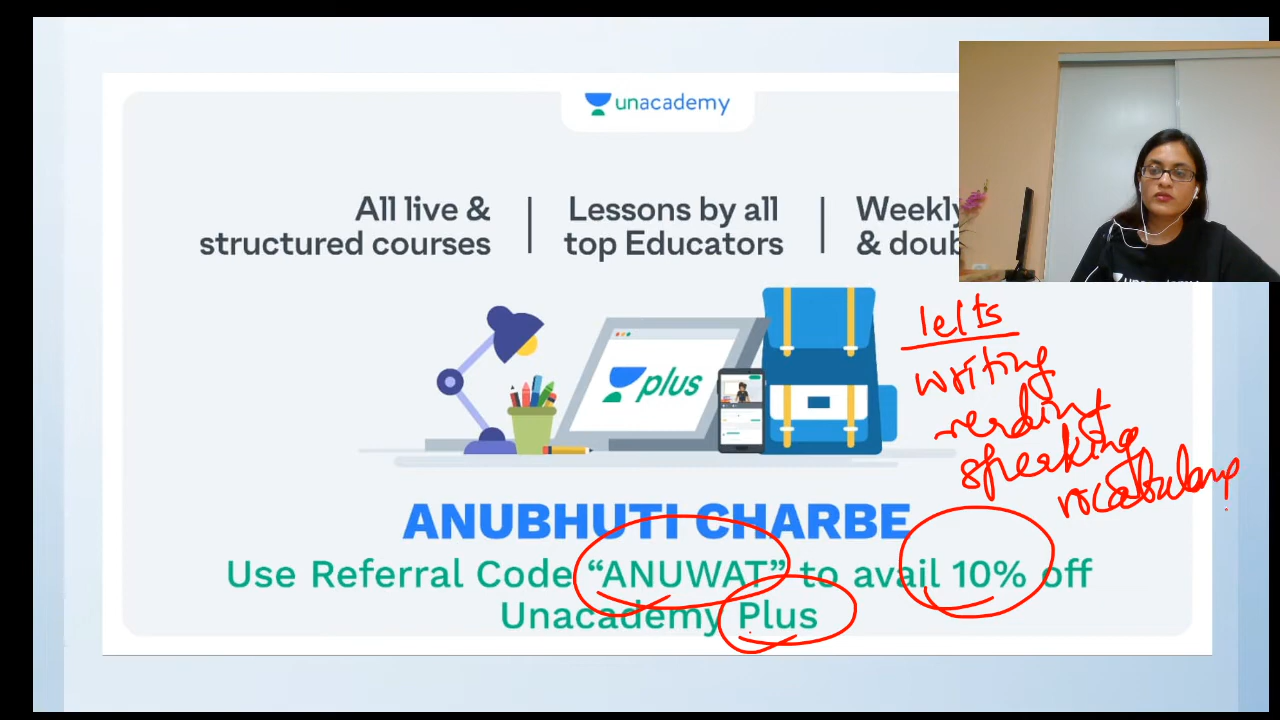 unacademy
All live &
structured courses
Lessons by all
top Educators
Weekly
& doub
plus
Ielts
writing
reading
speaking
vocabulary
ANUBHUTI CHARBE
Use Referral Code “ANUWAT” to avail 10% off
Unacademy Plus